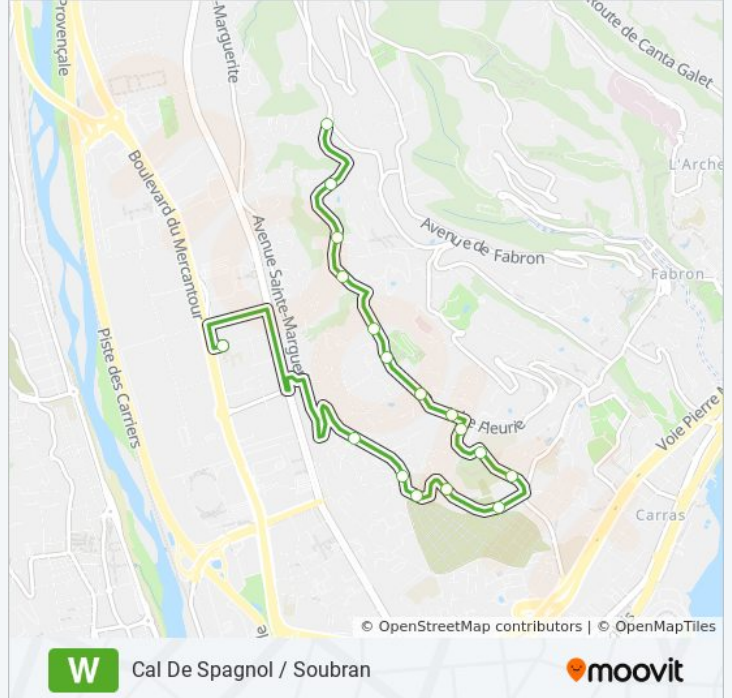 Provençale
-Marguerite
Route de Canta Galet
L'Arche
Boulevard du Mercantour
Avenue Sainte-Margue
Avenue de Fabron
Fabron
Piste des Carriers
e Fleurie
Voie Pierre M
Carras
© OpenStreetMap contributors | © OpenMapTiles
W Cal De Spagnol / Soubran
moovit